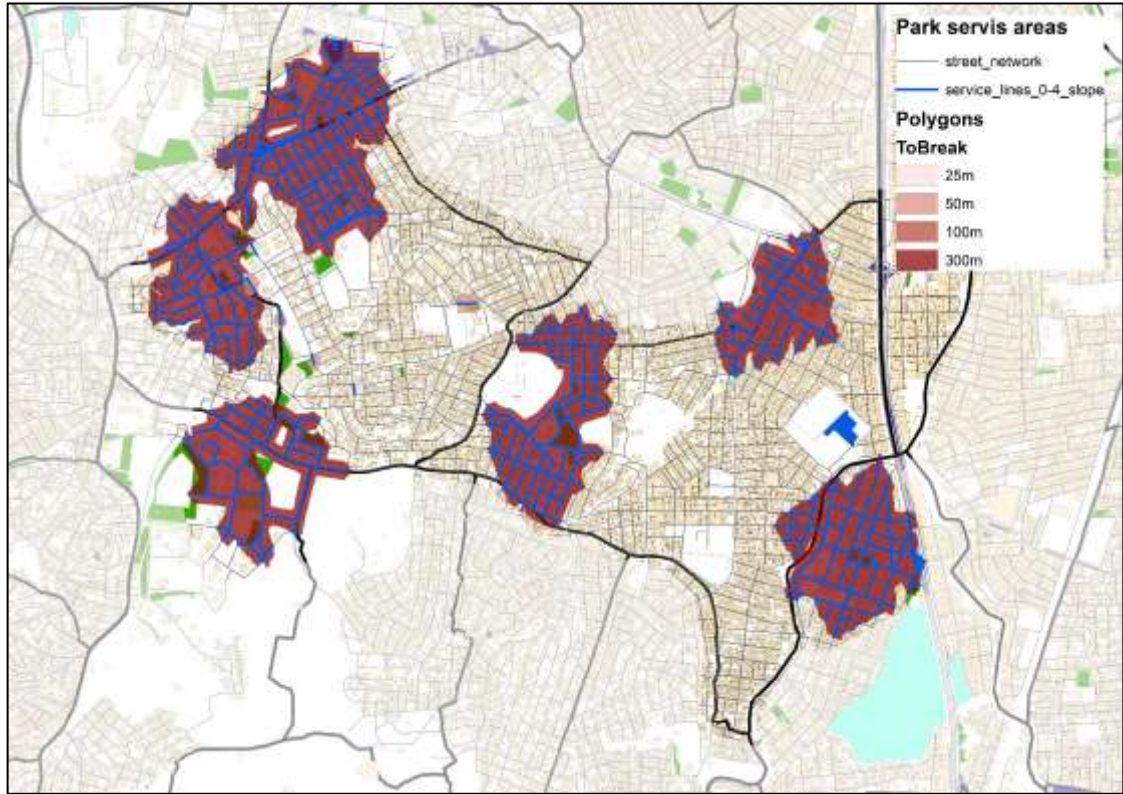 Park servis areas
street_network
service_lines_0-4_slope
Polygons
ToBreak
25m
50m
100m
300m